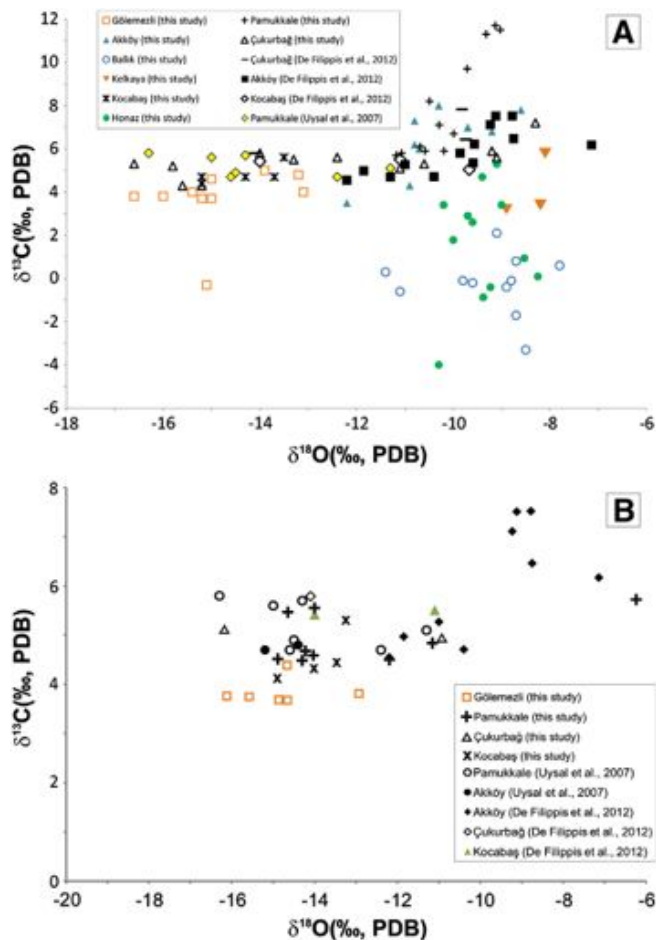 Gölemezli (this study) Pamukkale (this study)
Akköy (this study) Çukurbağ (this study)
Ballık (this study) Çukurbağ (De Filippis et al., 2012)
Kelkaya (this study) Akköy (De Filippis et al., 2012)
Kocabaş (this study) Kocabaş (De Filippis et al., 2012)
Honaz (this study) Pamukkale (Uysal et al., 2007)
A
12
10
8
6
4
2
0
2
4
6
δ¹³C(‰, PDB)
-18 -16 -14 -12 -10 -8 -6
δ¹⁸O(‰, PDB)
B
8
6
4
2
0
δ¹³C(‰, PDB)
Gölemezli (this study)
Pamukkale (this study)
Çukurbağ (this study)
Kocabaş (this study)
Pamukkale (Uysal et al., 2007)
Akköy (Uysal et al., 2007)
Akköy (De Filippis et al., 2012)
Çukurbağ (De Filippis et al., 2012)
Kocabaş (De Filippis et al., 2012)
-20 -18 -16 -14 -12 -10 -8 -6
δ¹⁸O(‰, PDB)